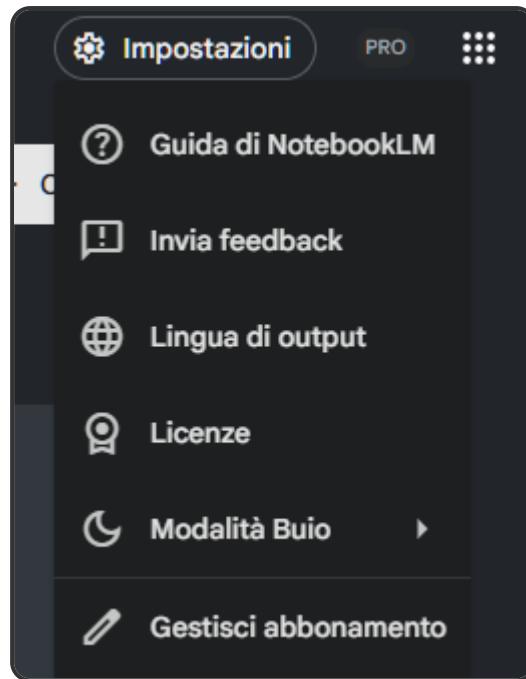 Impostazioni
PRO
Guida di NotebookLM
Invia feedback
Lingua di output
Licenze
Modalità Buio
Gestisci abbonamento